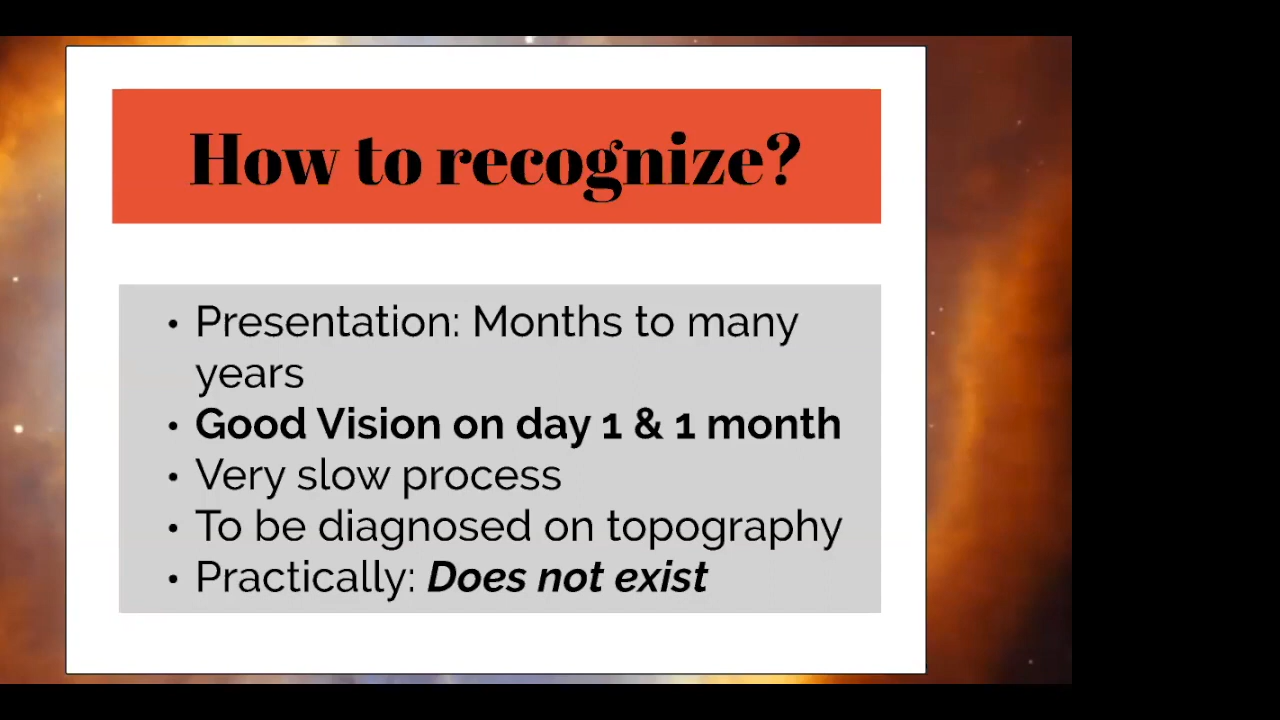 How to recognize?
• Presentation: Months to many
years
• Good Vision on day 1 & 1 month
• Very slow process
• To be diagnosed on topography
• Practically: Does not exist